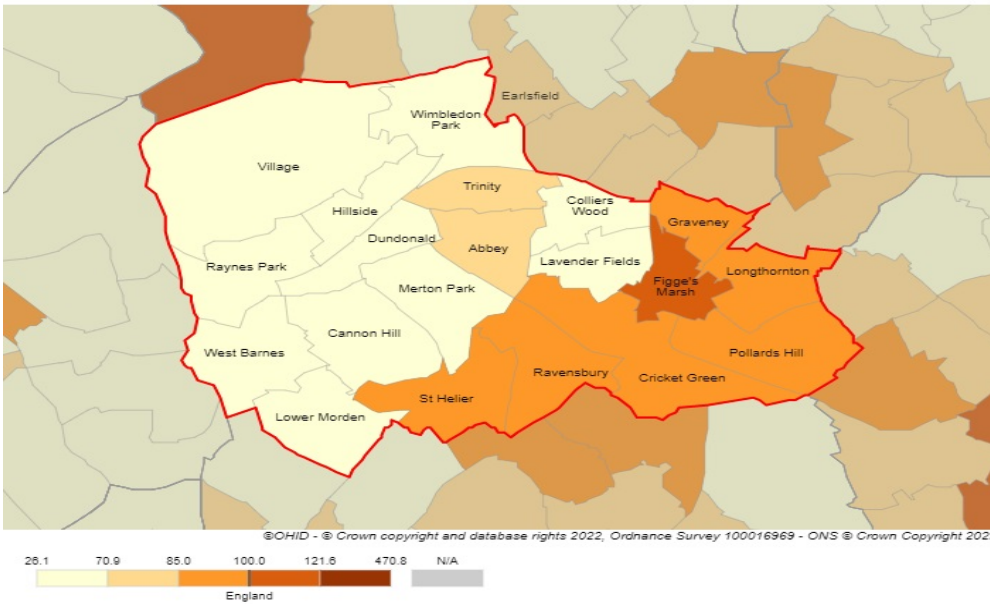 Earlsfield
Wimbledon
Park
Village
Trinity
Colliers
Wood
Hillside
Graveney
Dundonald
Abbey
Lavender Fields
Raynes Park
Longthornton
Figge's
Marsh
Merton Park
Cannon Hill
West Barnes
Pollards Hill
Ravensbury
Cricket Green
St Helier
Lower Morden
©OHID - © Crown copyright and database rights 2022, Ordnance Survey 100016969 - ONS © Crown Copyright 202
26.1 70.9 85.0 100.0 121.6 470.8 N/A
England